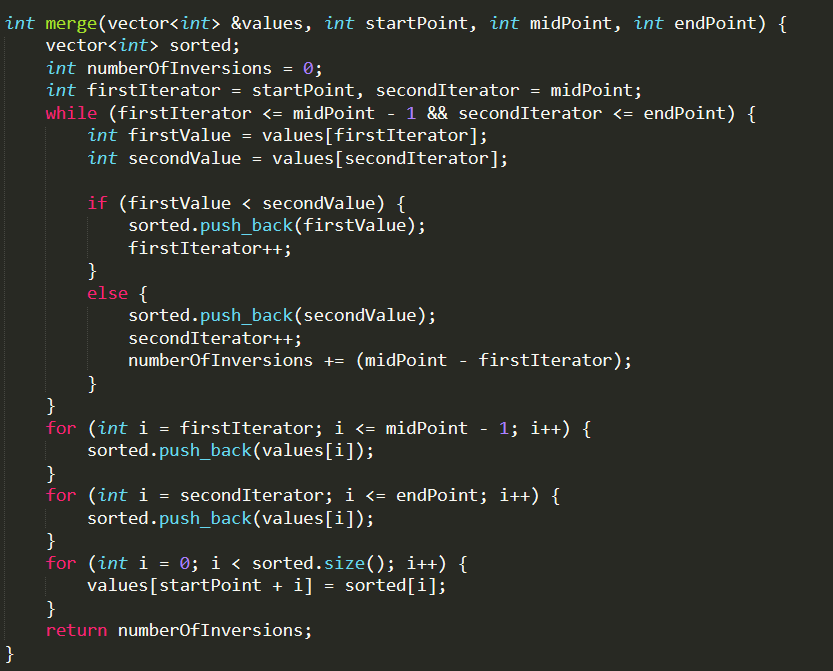 int merge(vector<int> &values, int startPoint, int midPoint, int endPoint) {
    vector<int> sorted;
    int numberOfInversions = 0;
    int firstIterator = startPoint, secondIterator = midPoint;
    while (firstIterator <= midPoint - 1 && secondIterator <= endPoint) {
        int firstValue = values[firstIterator];
        int secondValue = values[secondIterator];

        if (firstValue < secondValue) {
            sorted.push_back(firstValue);
            firstIterator++;
        }
        else {
            sorted.push_back(secondValue);
            secondIterator++;
            numberOfInversions += (midPoint - firstIterator);
        }
    }
    for (int i = firstIterator; i <= midPoint - 1; i++) {
        sorted.push_back(values[i]);
    }
    for (int i = secondIterator; i <= endPoint; i++) {
        sorted.push_back(values[i]);
    }
    for (int i = 0; i < sorted.size(); i++) {
        values[startPoint + i] = sorted[i];
    }
    return numberOfInversions;
}